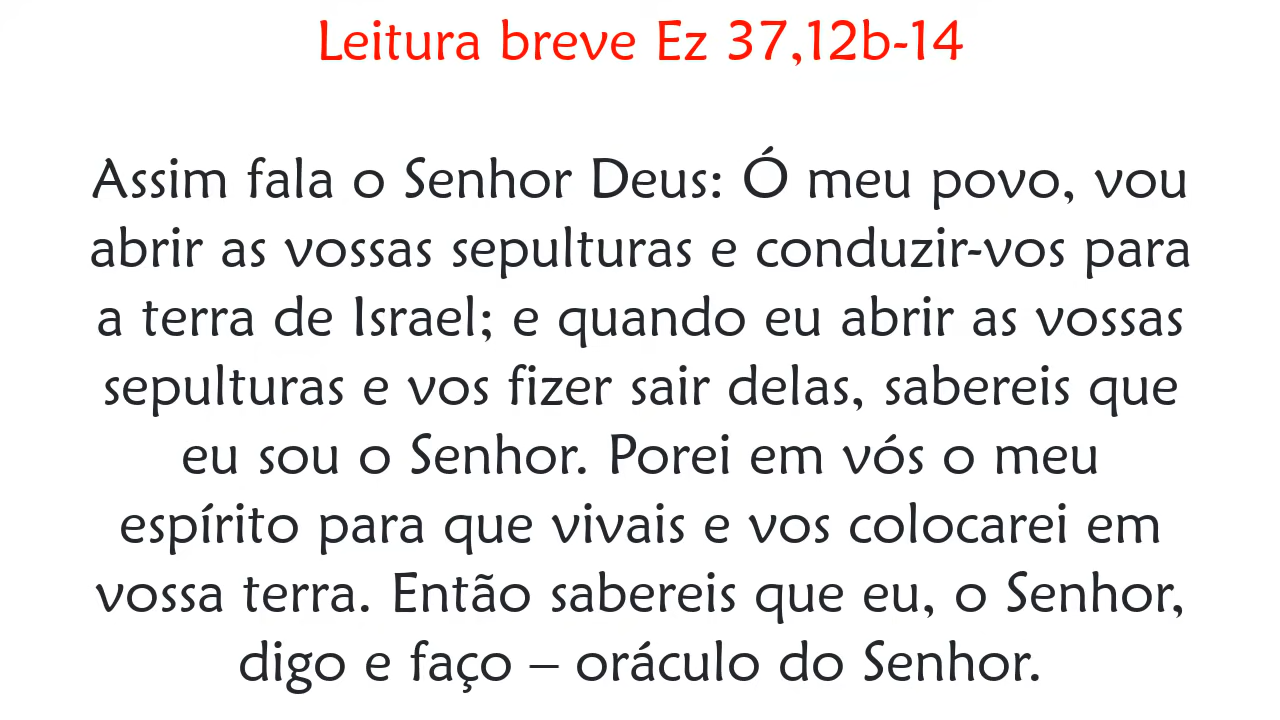 Leitura breve Ez 37,12b-14
Assim fala o Senhor Deus: Ó meu povo, vou
abrir as vossas sepulturas e conduzir-vos para
a terra de Israel; e quando eu abrir as vossas
sepulturas e vos fizer sair delas, sabereis que
eu sou o Senhor. Porei em vós o meu
espírito para que vivais e vos colocarei em
vossa terra. Então sabereis que eu, o Senhor,
digo e faço – oráculo do Senhor.